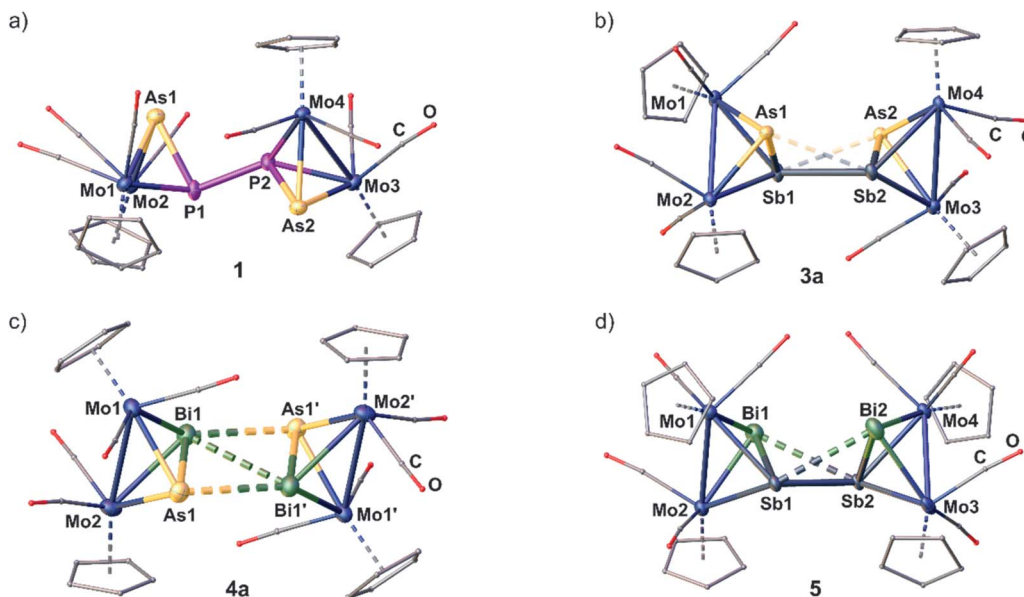 a)
As1
Mo4
O
C
P2
Mo1
Mo2
P1
As2
Mo3
1
b)
Mo1
As1
As2
Mo4
C
O
Mo2
Sb1
Sb2
Mo3
3a
c)
Mo1
Bi1
As1'
Mo2'
C
O
Mo2
As1
Bi1'
Mo1'
4a
d)
Mo1
Bi1
Bi2
Mo4
O
C
Mo2
Sb1
Sb2
Mo3
5